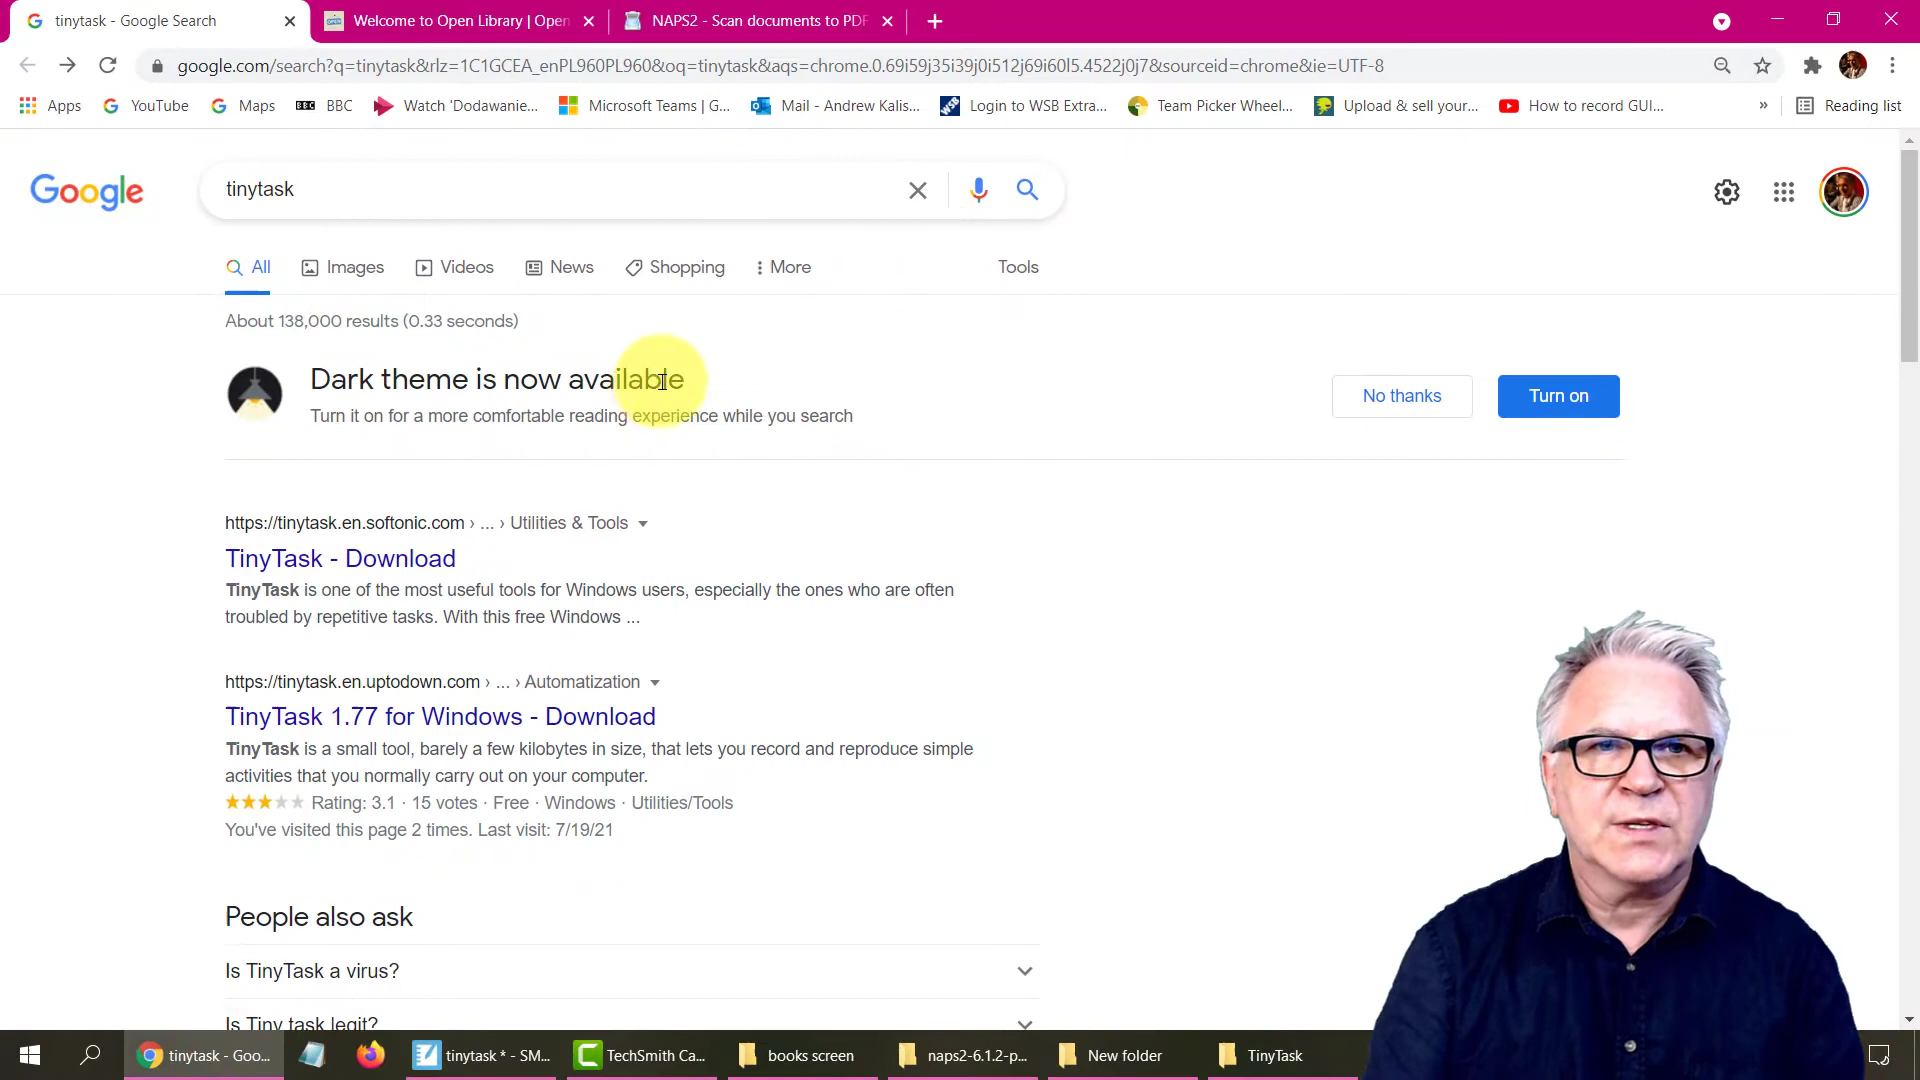 tinytask - Google Search
Welcome to Open Library | Open
NAPS2 - Scan documents to PDF
google.com/search?q=tinytask&rlz=1C1GCEA_enPL960PL960&oq=tinytask&aqs=chrome.0.69i59j35i39j0i512j69i60l5.4522j0j7&sourceid=chrome&ie=UTF-8
Apps YouTube Maps BBC Watch 'Dodawanie... Microsoft Teams | G... Mail - Andrew Kalis... Login to WSB Extra... Team Picker Wheel... Upload & sell your... How to record GUI... » Reading list
Google
tinytask
All Images Videos News Shopping More Tools
About 138,000 results (0.33 seconds)
Dark theme is now available
Turn it on for a more comfortable reading experience while you search
No thanks
Turn on
https://tinytask.en.softonic.com › ... › Utilities & Tools
TinyTask - Download
TinyTask is one of the most useful tools for Windows users, especially the ones who are often
troubled by repetitive tasks. With this free Windows ...
https://tinytask.en.uptodown.com › ... › Automatization
TinyTask 1.77 for Windows - Download
TinyTask is a small tool, barely a few kilobytes in size, that lets you record and reproduce simple
activities that you normally carry out on your computer.
Rating: 3.1 · 15 votes · Free · Windows · Utilities/Tools
You've visited this page 2 times. Last visit: 7/19/21
People also ask
Is TinyTask a virus?
Is Tiny task legit?
tinytask - Goo... tinytask * - SM... TechSmith Ca... books screen naps2-6.1.2-p... New folder TinyTask